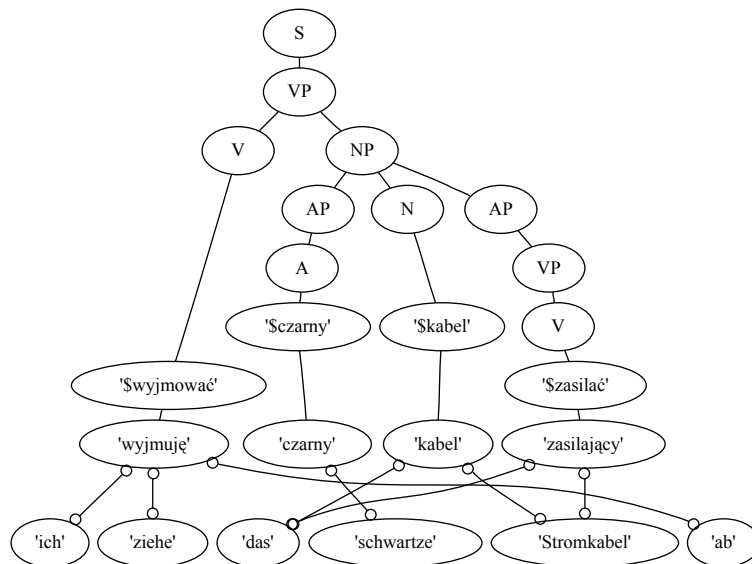 S
VP
V NP
AP N AP
A VP
'$czarny' '$kabel' V
'$wyjmować' '$zasilać'
'wyjmuję' 'czarny' 'kabel' 'zasilający'
'ich' 'ziehe' 'das' 'schwartze' 'Stromkabel' 'ab'